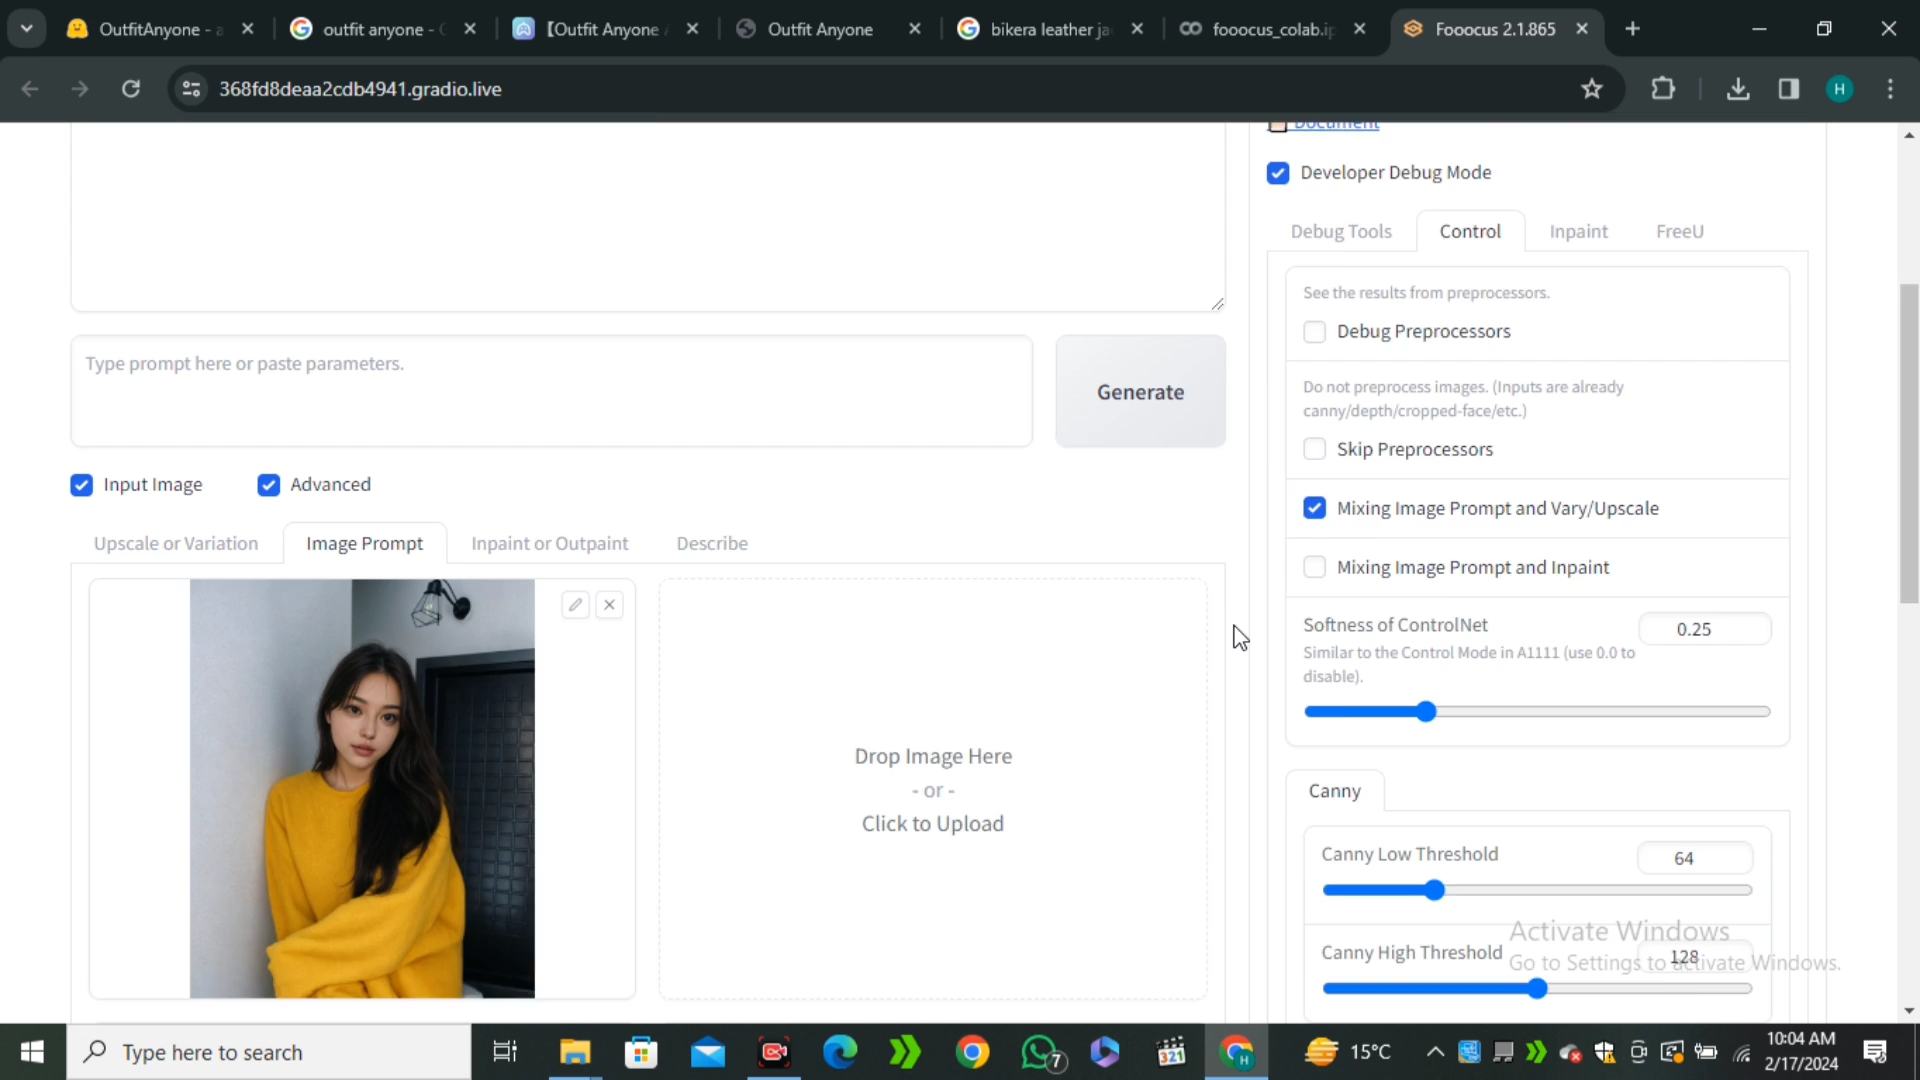 OutfitAnyone - a
outfit anyone - G
【Outfit Anyone A
Outfit Anyone
bikera leather ja
fooocus_colab.ip
Fooocus 2.1.865
368fd8deaa2cdb4941.gradio.live
H
Document
Developer Debug Mode
Debug Tools
Control
Inpaint
FreeU
See the results from preprocessors.
Debug Preprocessors
Do not preprocess images. (Inputs are already
canny/depth/cropped-face/etc.)
Skip Preprocessors
Mixing Image Prompt and Vary/Upscale
Mixing Image Prompt and Inpaint
Softness of ControlNet
0.25
Similar to the Control Mode in A1111 (use 0.0 to
disable).
Canny
Canny Low Threshold
64
Canny High Threshold
128
Type prompt here or paste parameters.
Generate
Input Image
Advanced
Upscale or Variation
Image Prompt
Inpaint or Outpaint
Describe
Drop Image Here
- or -
Click to Upload
Activate Windows
Go to Settings to activate Windows.
Type here to search
7
321
H
15°C
10:04 AM
2/17/2024